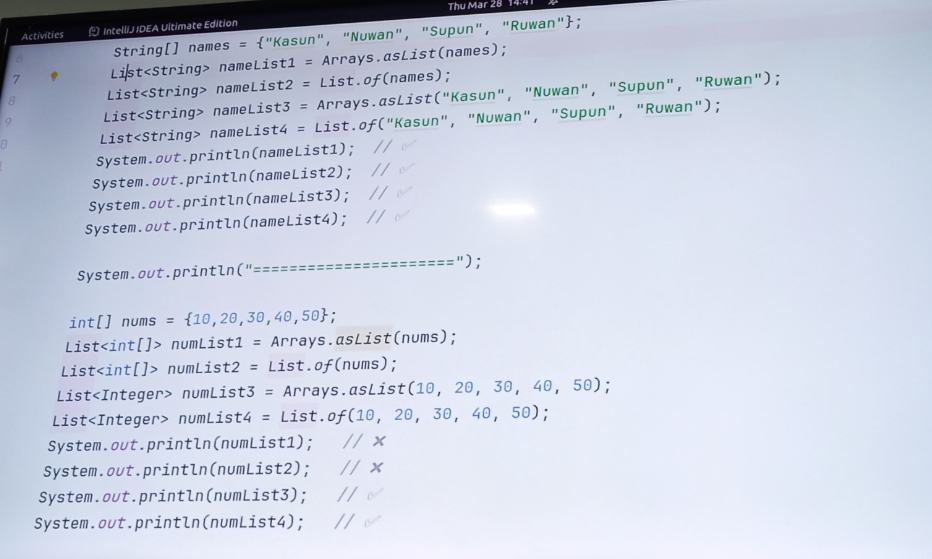 Activities IntelliJ IDEA Ultimate Edition Thu Mar 28 14:41
String[] names = {"Kasun", "Nuwan", "Supun", "Ruwan"};
7 List<String> nameList1 = Arrays.asList(names);
8 List<String> nameList2 = List.of(names);
9 List<String> nameList3 = Arrays.asList("Kasun", "Nuwan", "Supun", "Ruwan");
List<String> nameList4 = List.of("Kasun", "Nuwan", "Supun", "Ruwan");
System.out.println(nameList1); // ✅
System.out.println(nameList2); // ✅
System.out.println(nameList3); // ✅
System.out.println(nameList4); // ✅
System.out.println("======================");
int[] nums = {10,20,30,40,50};
List<int[]> numList1 = Arrays.asList(nums);
List<int[]> numList2 = List.of(nums);
List<Integer> numList3 = Arrays.asList(10, 20, 30, 40, 50);
List<Integer> numList4 = List.of(10, 20, 30, 40, 50);
System.out.println(numList1); // ❌
System.out.println(numList2); // ❌
System.out.println(numList3); // ✅
System.out.println(numList4); // ✅